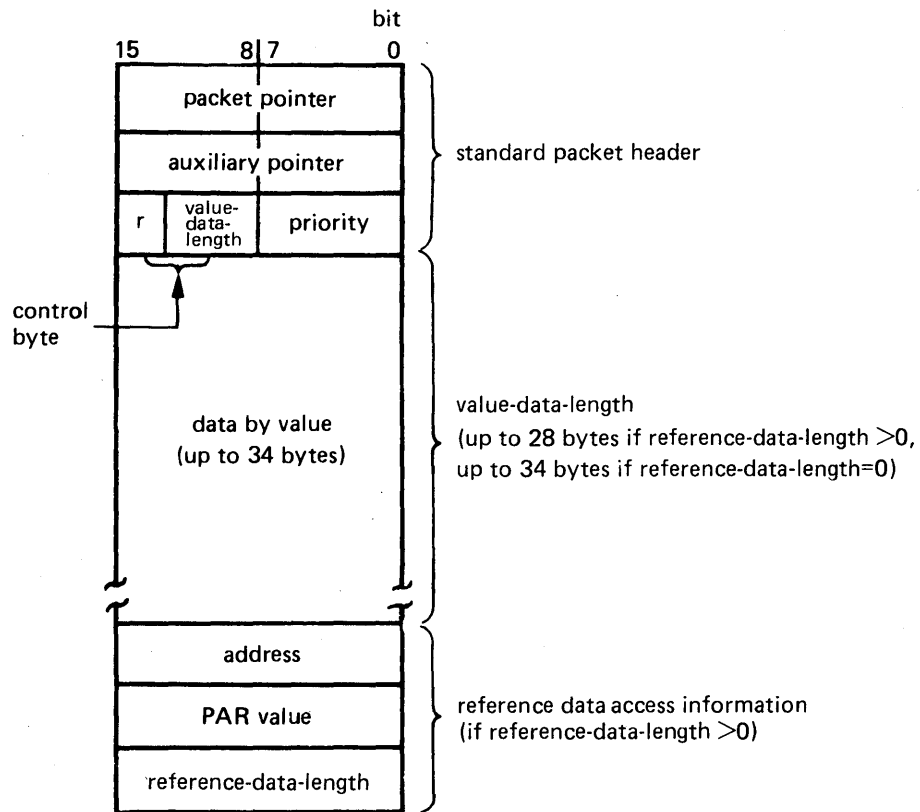 bit
15 8 7 0
packet pointer
auxiliary pointer
standard packet header
r
value-
data-
length
priority
control
byte
data by value
(up to 34 bytes)
value-data-length
(up to 28 bytes if reference-data-length >0,
up to 34 bytes if reference-data-length=0)
address
PAR value
reference-data-length
reference data access information
(if reference-data-length >0)